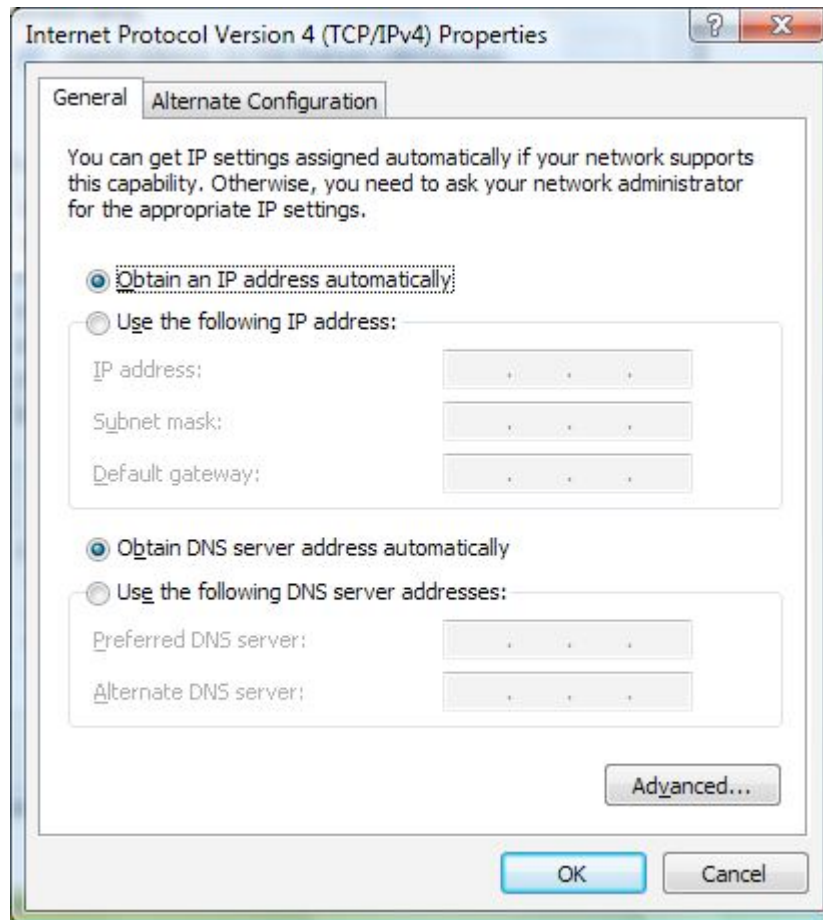 Internet Protocol Version 4 (TCP/IPv4) Properties
?
General
Alternate Configuration
You can get IP settings assigned automatically if your network supports
this capability. Otherwise, you need to ask your network administrator
for the appropriate IP settings.
Obtain an IP address automatically
Use the following IP address:
IP address: . . .
Subnet mask: . . .
Default gateway: . . .
Obtain DNS server address automatically
Use the following DNS server addresses:
Preferred DNS server: . . .
Alternate DNS server: . . .
Advanced...
OK
Cancel